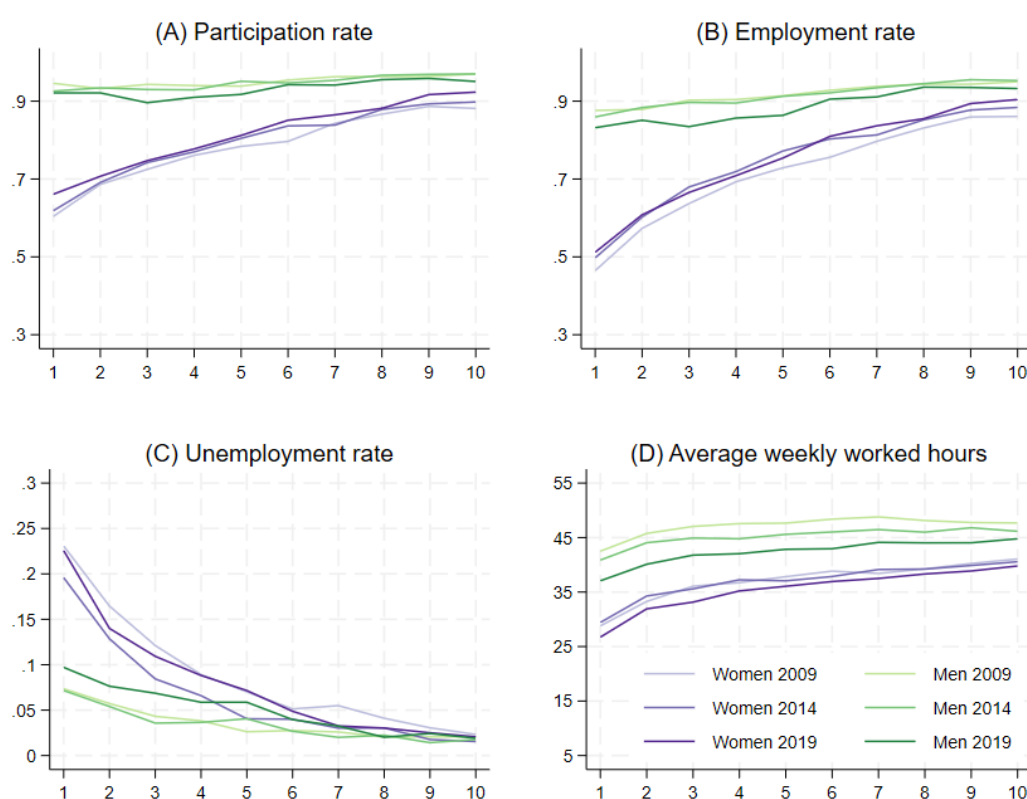 (A) Participation rate
.9
.7
.5
.3
1 2 3 4 5 6 7 8 9 10
(B) Employment rate
.9
.7
.5
.3
1 2 3 4 5 6 7 8 9 10
(C) Unemployment rate
.3
.25
.2
.15
.1
.05
0
1 2 3 4 5 6 7 8 9 10
(D) Average weekly worked hours
55
45
35
25
15
5
Women 2009 Men 2009
Women 2014 Men 2014
Women 2019 Men 2019
1 2 3 4 5 6 7 8 9 10